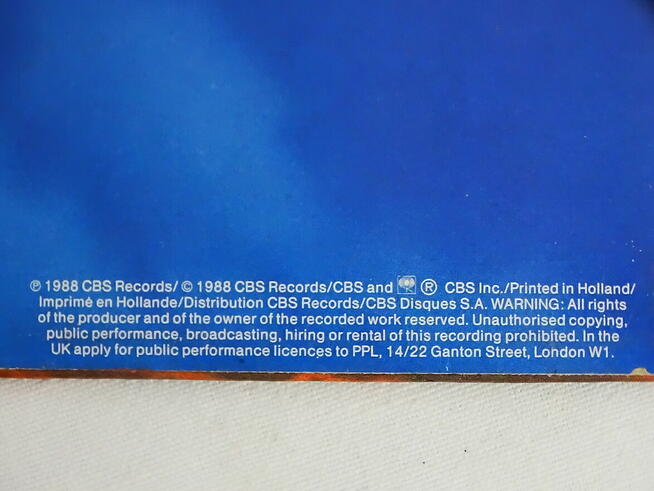 ℗ 1988 CBS Records/ © 1988 CBS Records/CBS and ® CBS Inc./Printed in Holland/
Imprimé en Hollande/Distribution CBS Records/CBS Disques S.A. WARNING: All rights
of the producer and of the owner of the recorded work reserved. Unauthorised copying,
public performance, broadcasting, hiring or rental of this recording prohibited. In the
UK apply for public performance licences to PPL, 14/22 Ganton Street, London W1.